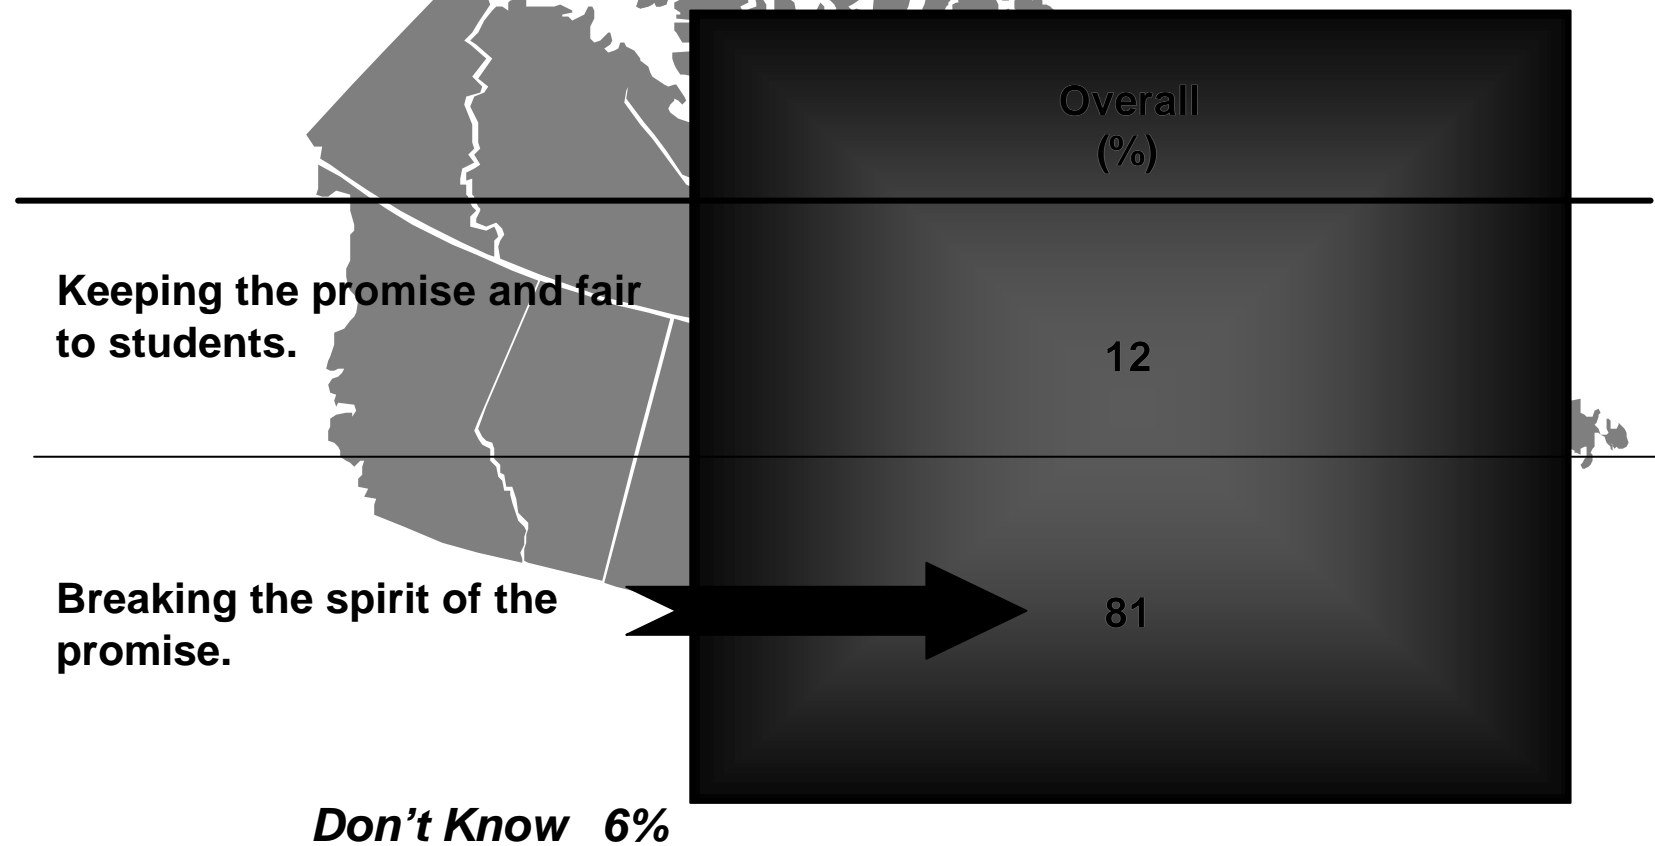 Overall
(%)
Keeping the promise and fair
to students.
12
Breaking the spirit of the
promise.
81
Don’t Know 6%